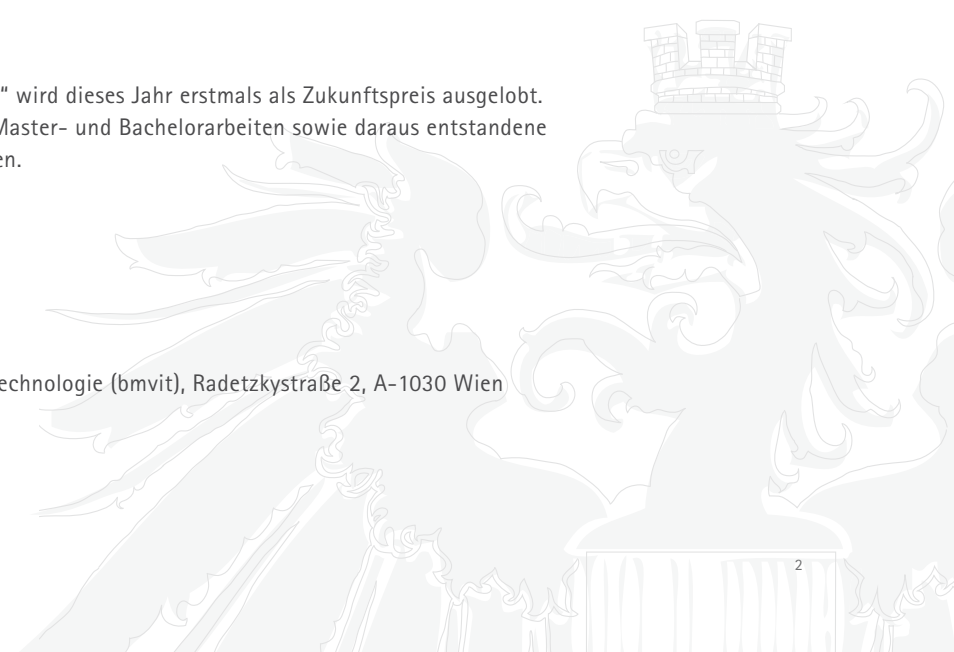 “ wird dieses Jahr erstmals als Zukunftspreis ausgelobt.
Master- und Bachelorarbeiten sowie daraus entstandene
en.
echnologie (bmvit), Radetzkystraße 2, A-1030 Wien
2